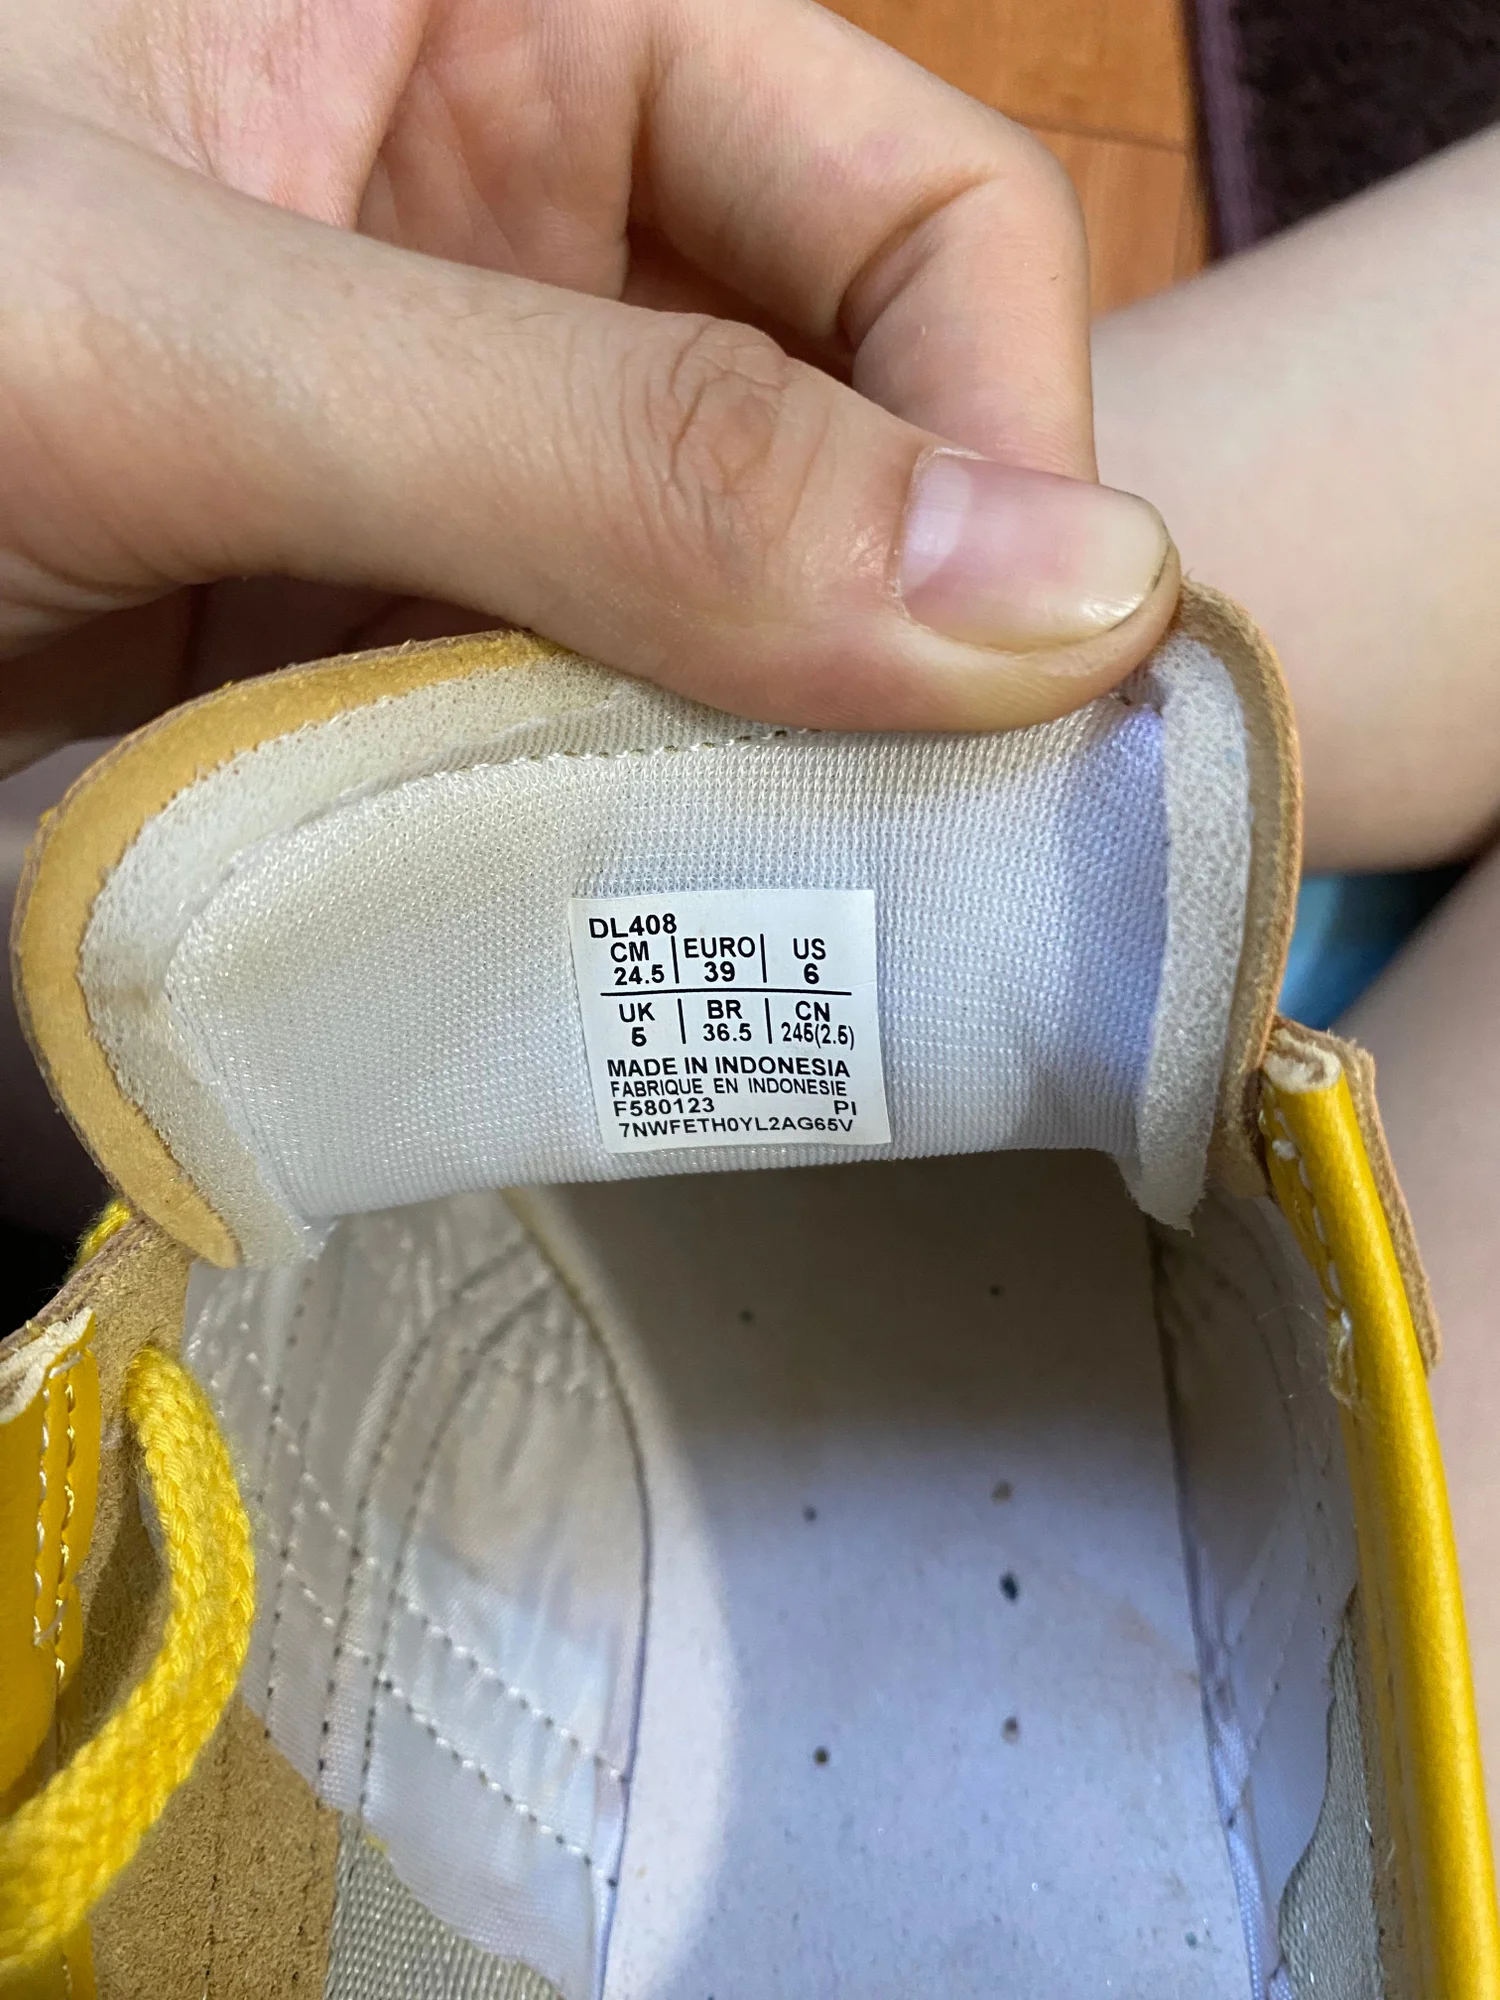 DL408
CM | EURO | US
24.5 | 39 | 6
UK | BR | CN
5 | 36.5 | 245(2.5)
MADE IN INDONESIA
FABRIQUE EN INDONESIE
F580123 PI
7NWFETH0YL2AG65V